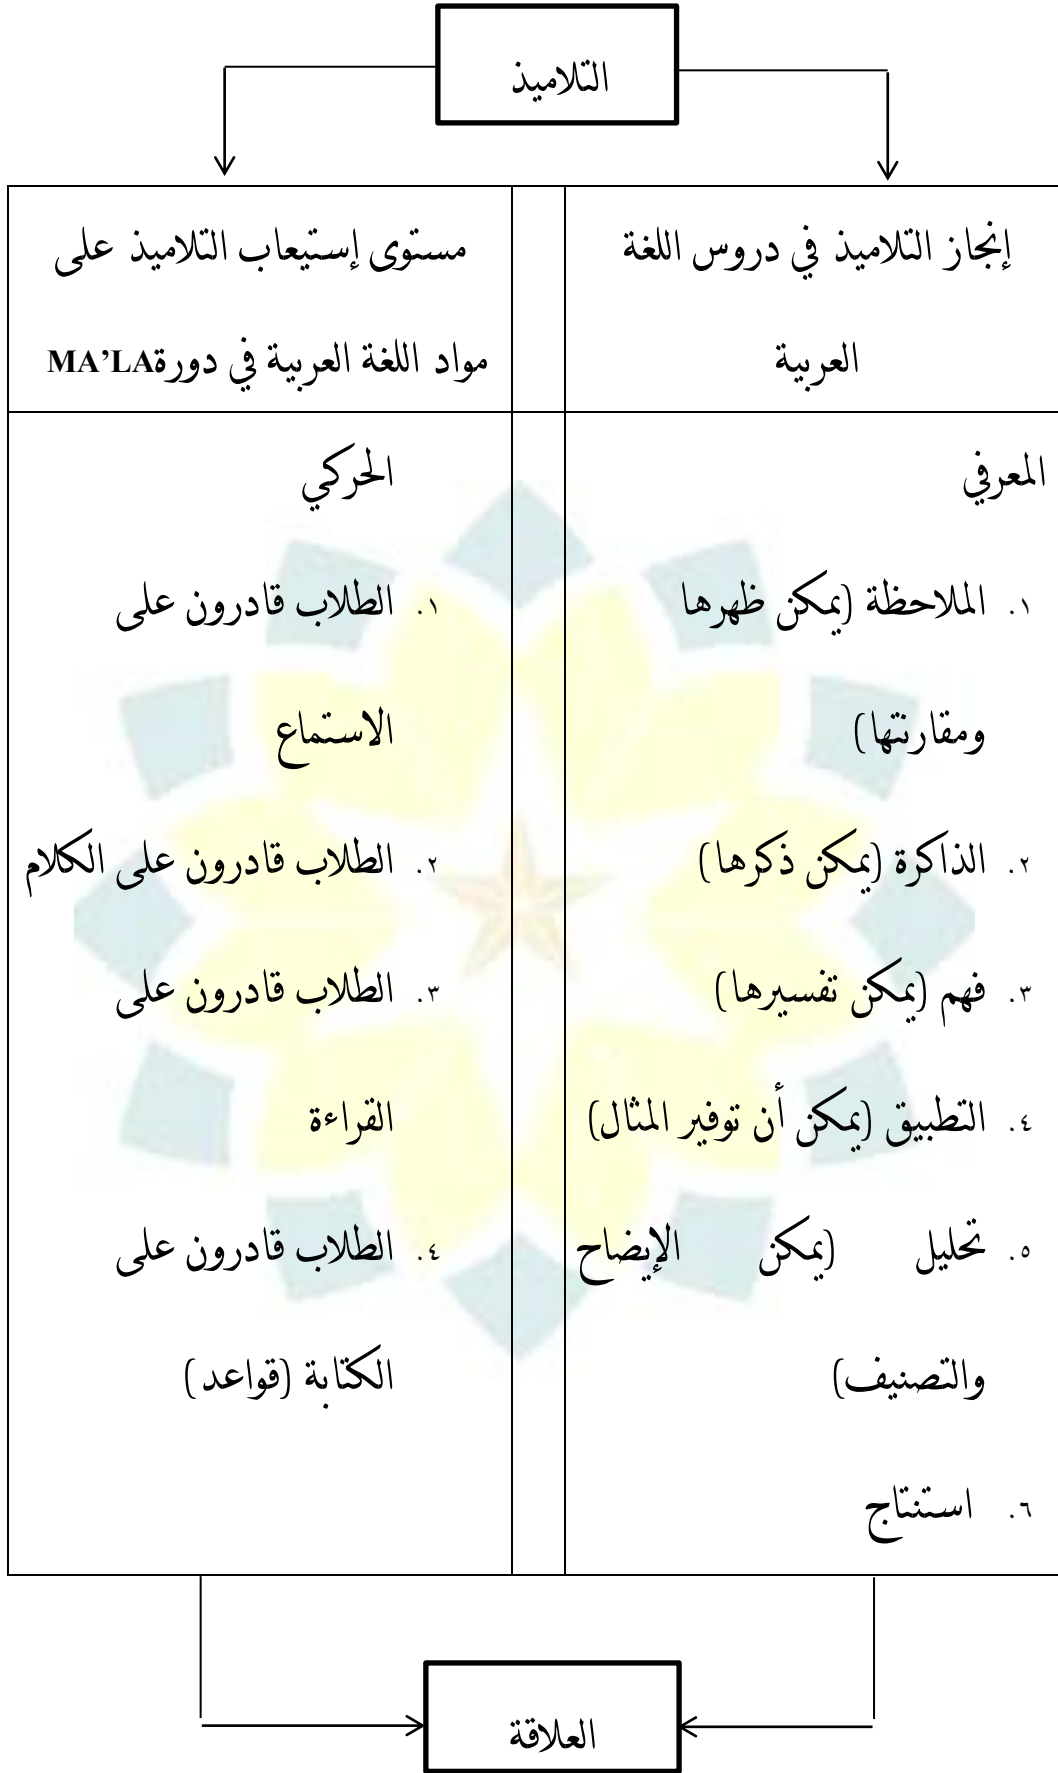 التلاميذ
إنجاز التلاميذ في دروس اللغة
العربية
مستوى إستيعاب التلاميذ على
مواد اللغة العربية في دورةMA’LA
المعرفي
١. الملاحظة (يمكن ظهرها
ومقارنتها)
٢. الذاكرة (يمكن ذكرها)
٣. فهم (يمكن تفسيرها)
٤. التطبيق (يمكن أن توفير المثال)
٥. تحليل (يمكن الإيضاح
والتصنيف)
٦. استنتاج
الحركي
١. الطلاب قادرون على
الاستماع
٢. الطلاب قادرون على الكلام
٣. الطلاب قادرون على
القراءة
٤. الطلاب قادرون على
الكتابة (قواعد)
العلاقة